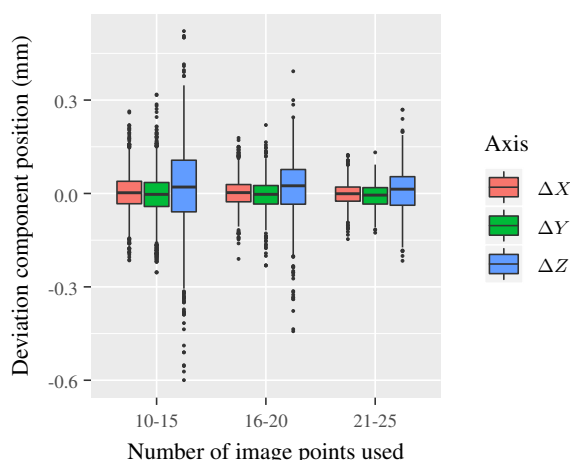 Deviation component position (mm)
0.3
0.0
-0.3
-0.6
10-15
16-20
21-25
Number of image points used
Axis
ΔX
ΔY
ΔZ